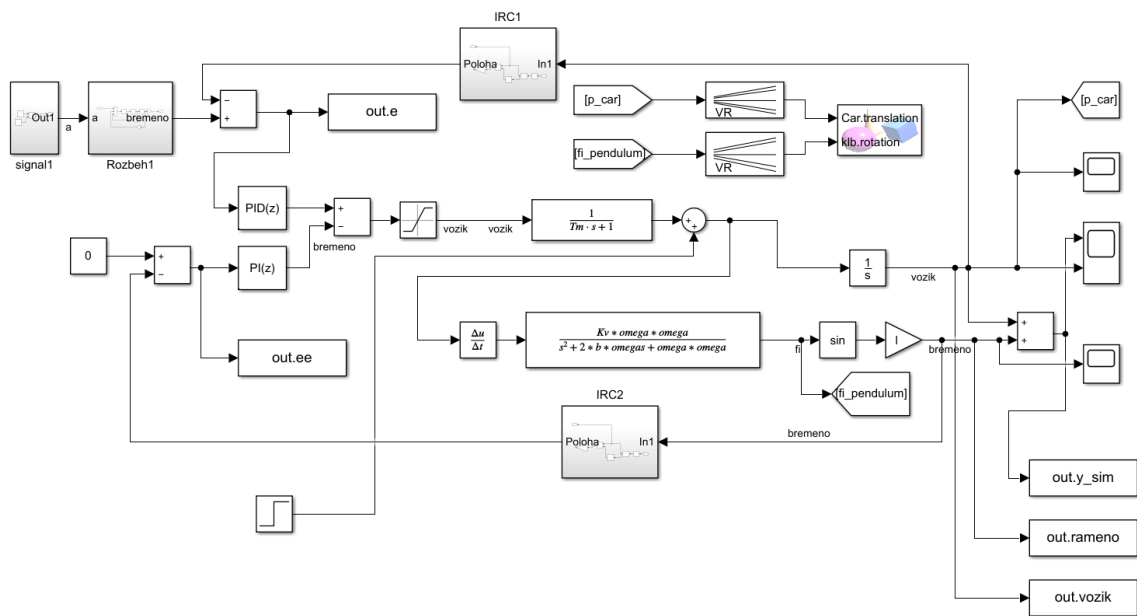 IRC1
Poloha
In1
Out1
a
signal1
a
bremeno
Rozbeh1
−
+
out.e
[p_car]
VR
[fi_pendulum]
VR
Car.translation
klb.rotation
[p_car]
PID(z)
+
−
bremeno
vozik
vozik
1
Tm · s + 1
+
+
0
+
−
PI(z)
1
s
vozik
out.ee
Δu
Δt
Kv * omega * omega
s² + 2 * b * omegas + omega * omega
fi
sin
l
bremeno
+
+
[fi_pendulum]
IRC2
Poloha
In1
bremeno
out.y_sim
out.rameno
out.vozik